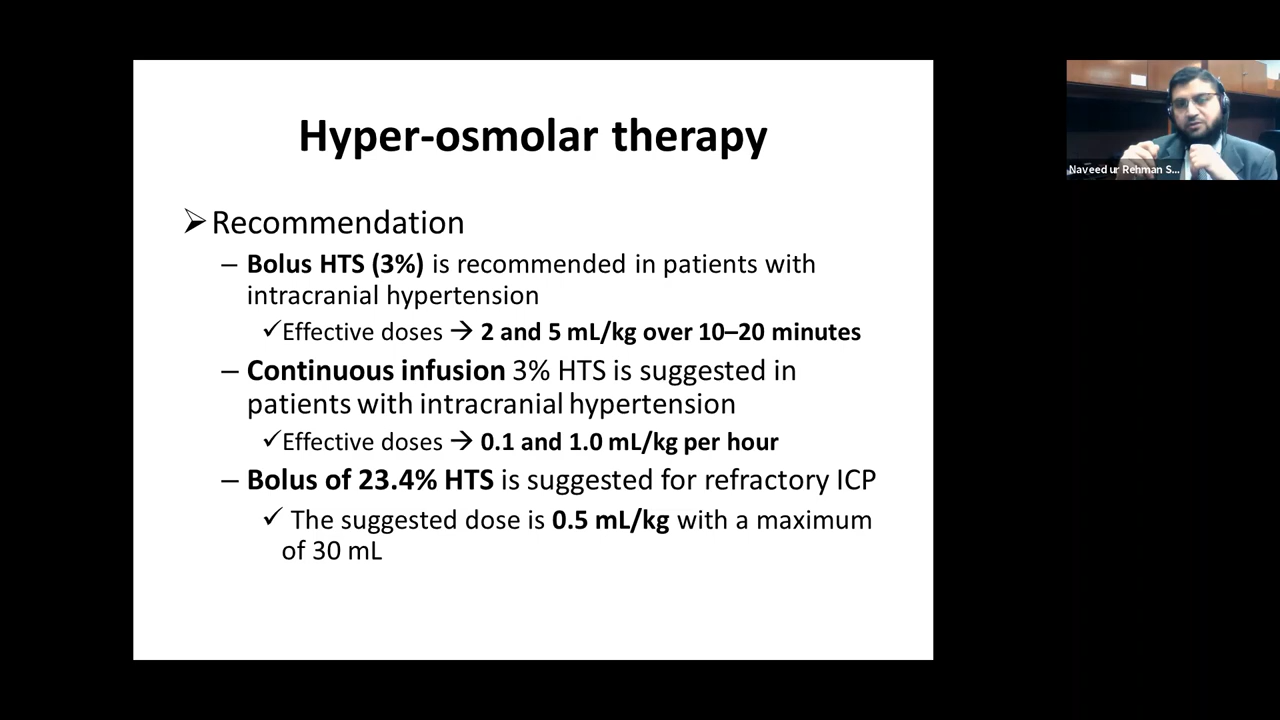 Hyper-osmolar therapy
➢Recommendation
– Bolus HTS (3%) is recommended in patients with
intracranial hypertension
✓Effective doses → 2 and 5 mL/kg over 10–20 minutes
– Continuous infusion 3% HTS is suggested in
patients with intracranial hypertension
✓Effective doses → 0.1 and 1.0 mL/kg per hour
– Bolus of 23.4% HTS is suggested for refractory ICP
✓ The suggested dose is 0.5 mL/kg with a maximum
of 30 mL
Naveed ur Rehman S...